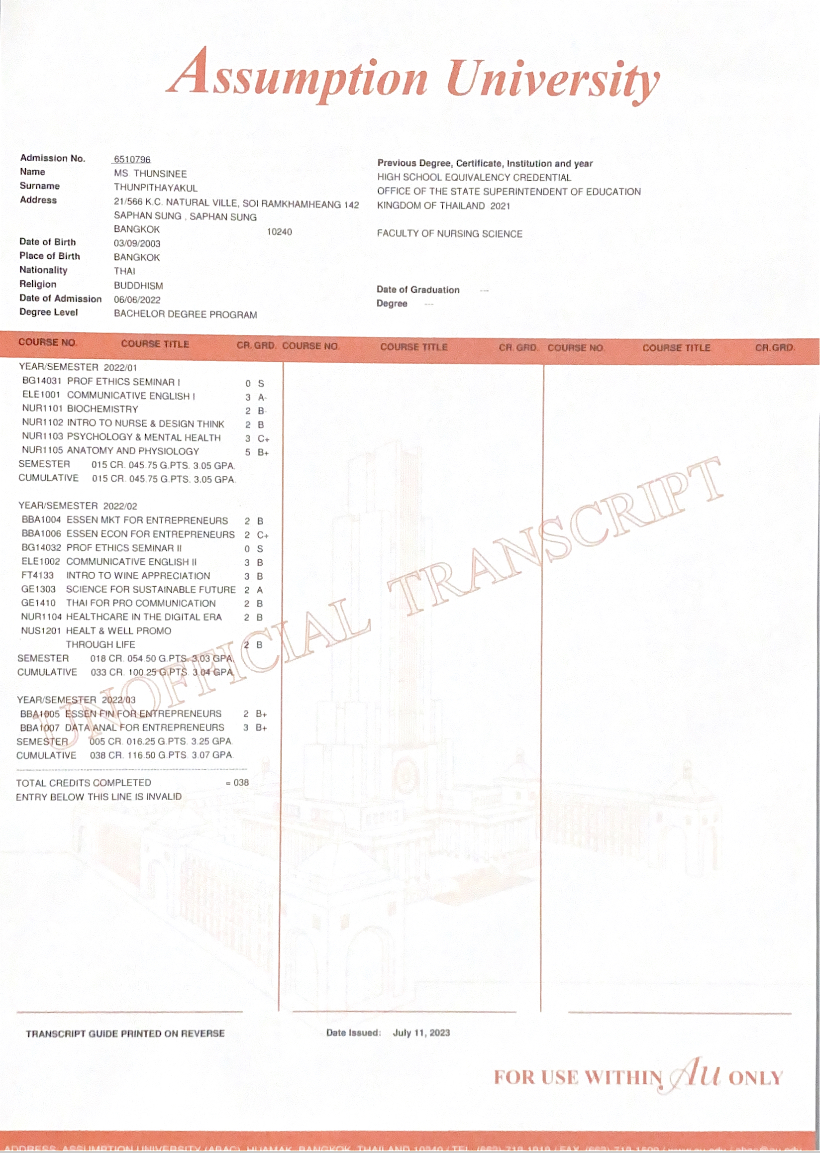 Assumption University
Admission No. 6510796
Name MS THUNSINEE
Surname THUNPITHAYAKUL
Address 21/566 K.C. NATURAL VILLE, SOI RAMKHAMHEANG 142
SAPHAN SUNG , SAPHAN SUNG
BANGKOK 10240
Date of Birth 03/09/2003
Place of Birth BANGKOK
Nationality THAI
Religion BUDDHISM
Date of Admission 06/06/2022
Degree Level BACHELOR DEGREE PROGRAM
Previous Degree, Certificate, Institution and year
HIGH SCHOOL EQUIVALENCY CREDENTIAL
OFFICE OF THE STATE SUPERINTENDENT OF EDUCATION
KINGDOM OF THAILAND 2021
FACULTY OF NURSING SCIENCE
Date of Graduation ---
Degree ---
COURSE NO. COURSE TITLE CR. GRD. COURSE NO. COURSE TITLE CR. GRD. COURSE NO. COURSE TITLE CR.GRD.
YEAR/SEMESTER 2022/01
BG14031 PROF ETHICS SEMINAR I 0 S
ELE1001 COMMUNICATIVE ENGLISH I 3 A-
NUR1101 BIOCHEMISTRY 2 B-
NUR1102 INTRO TO NURSE & DESIGN THINK 2 B
NUR1103 PSYCHOLOGY & MENTAL HEALTH 3 C+
NUR1105 ANATOMY AND PHYSIOLOGY 5 B+
SEMESTER 015 CR. 045.75 G.PTS. 3.05 GPA.
CUMULATIVE 015 CR. 045.75 G.PTS. 3.05 GPA.
YEAR/SEMESTER 2022/02
BBA1004 ESSEN MKT FOR ENTREPRENEURS 2 B
BBA1006 ESSEN ECON FOR ENTREPRENEURS 2 C+
BG14032 PROF ETHICS SEMINAR II 0 S
ELE1002 COMMUNICATIVE ENGLISH II 3 B
FT4133 INTRO TO WINE APPRECIATION 3 B
GE1303 SCIENCE FOR SUSTAINABLE FUTURE 2 A
GE1410 THAI FOR PRO COMMUNICATION 2 B
NUR1104 HEALTHCARE IN THE DIGITAL ERA 2 B
NUS1201 HEALT & WELL PROMO
THROUGH LIFE 2 B
SEMESTER 018 CR. 054.50 G.PTS. 3.03 GPA.
CUMULATIVE 033 CR. 100.25 G.PTS. 3.04 GPA.
YEAR/SEMESTER 2022/03
BBA1005 ESSEN FIN FOR ENTREPRENEURS 2 B+
BBA1007 DATA ANAL FOR ENTREPRENEURS 3 B+
SEMESTER 005 CR. 016.25 G.PTS. 3.25 GPA.
CUMULATIVE 038 CR. 116.50 G.PTS. 3.07 GPA.
TOTAL CREDITS COMPLETED = 038
ENTRY BELOW THIS LINE IS INVALID
UNOFFICIAL TRANSCRIPT
TRANSCRIPT GUIDE PRINTED ON REVERSE
Date Issued: July 11, 2023
FOR USE WITHIN AU ONLY
ADDRESS ASSUMPTION UNIVERSITY (ABAC), HUAMAK, BANGKOK, THAILAND 10240